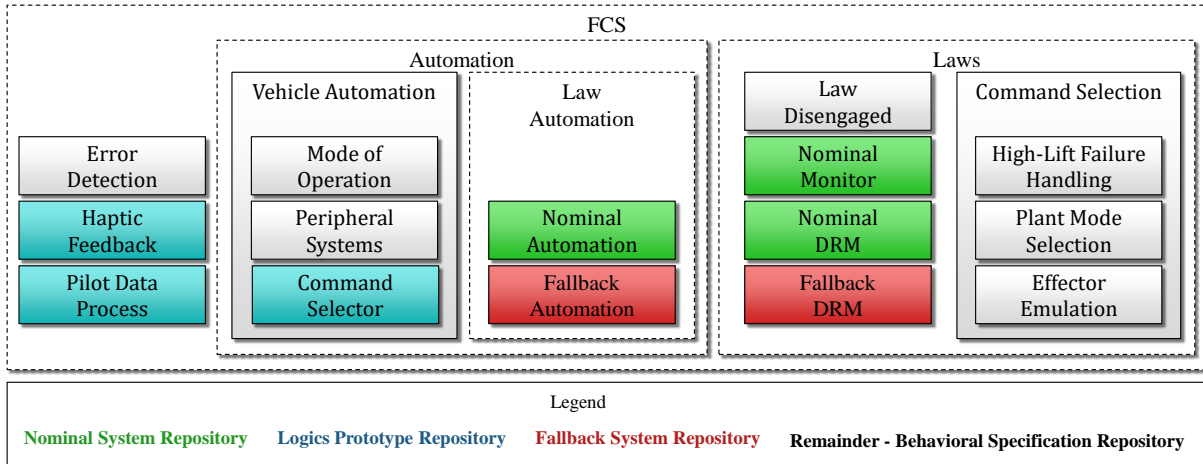 FCS
Automation
Laws
Vehicle Automation
Law
Automation
Law
Disengaged
Command Selection
Error
Detection
Mode of
Operation
Nominal
Monitor
High-Lift Failure
Handling
Haptic
Feedback
Peripheral
Systems
Nominal
Automation
Nominal
DRM
Plant Mode
Selection
Pilot Data
Process
Command
Selector
Fallback
Automation
Fallback
DRM
Effector
Emulation
Legend
Nominal System Repository
Logics Prototype Repository
Fallback System Repository
Remainder - Behavioral Specification Repository